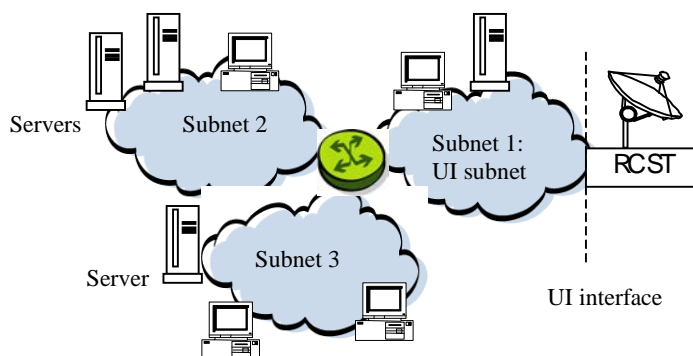 Servers
Subnet 2
Subnet 1:
UI subnet
RCST
Server
Subnet 3
UI interface